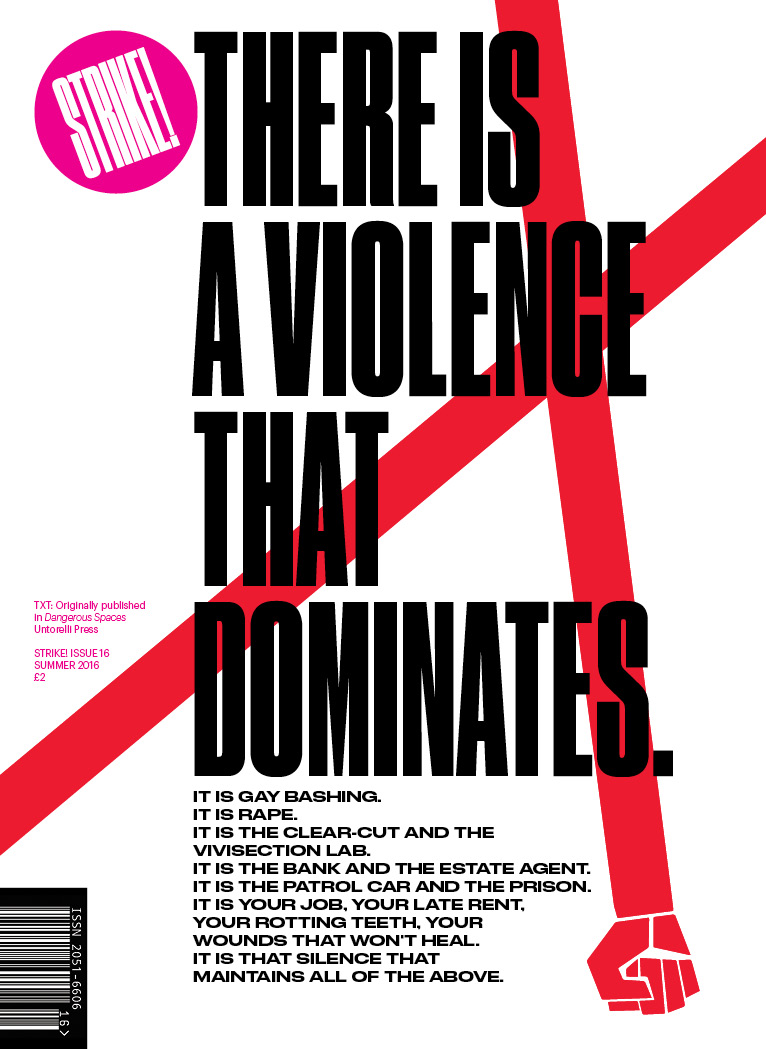 STRIKE!
THERE IS
A VIOLENCE
THAT
DOMINATES.
IT IS GAY BASHING.
IT IS RAPE.
IT IS THE CLEAR-CUT AND THE
VIVISECTION LAB.
IT IS THE BANK AND THE ESTATE AGENT.
IT IS THE PATROL CAR AND THE PRISON.
IT IS YOUR JOB, YOUR LATE RENT,
YOUR ROTTING TEETH, YOUR
WOUNDS THAT WON'T HEAL.
IT IS THAT SILENCE THAT
MAINTAINS ALL OF THE ABOVE.
TXT: Originally published
in Dangerous Spaces
Untorelli Press
STRIKE! ISSUE 16
SUMMER 2016
£2
ISSN 2051-6606
16>